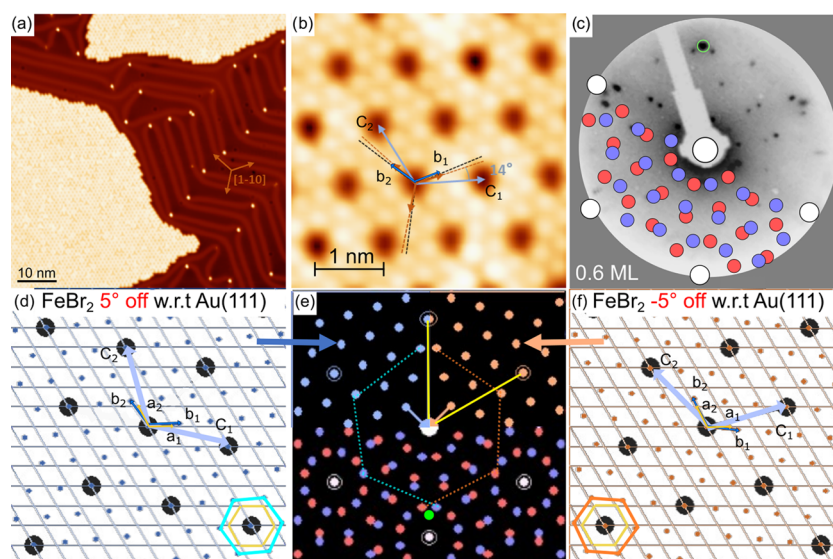 (a)
[1-10]
10 nm
(b)
C₂
b₁
b₂
14°
C₁
1 nm
(c)
0.6 ML
(d) FeBr₂ 5° off w.r.t Au(111)
C₂
b₂
a₂
b₁
a₁
C₁
(e)
(f) FeBr₂ -5° off w.r.t Au(111)
C₂
b₂
a₂
a₁
b₁
C₁